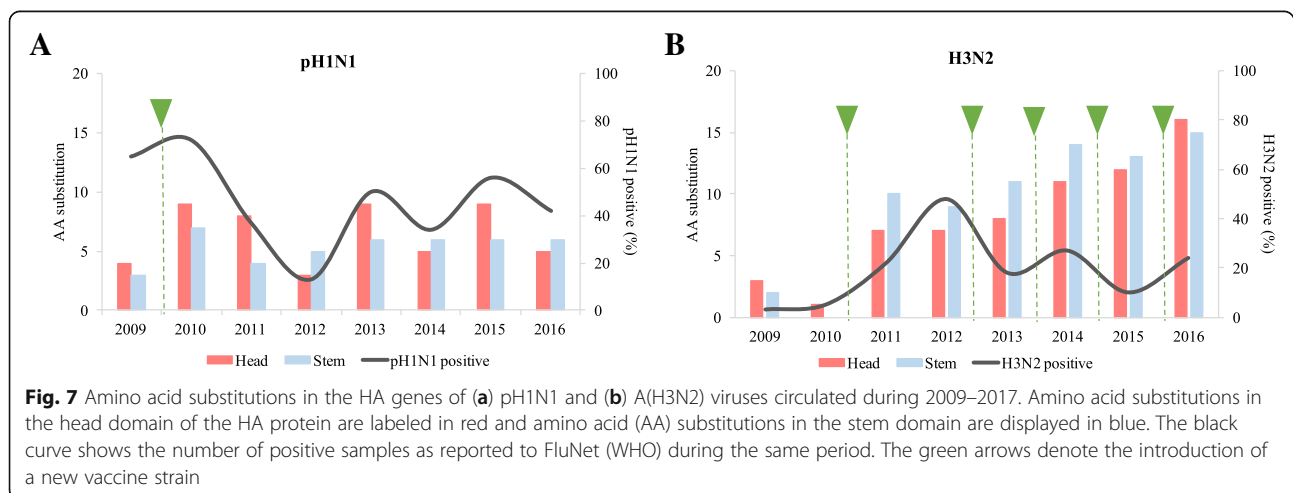 A
pH1N1
20
15
10
5
0
AA substitution
100
80
60
40
20
0
pH1N1 positive (%)
2009 2010 2011 2012 2013 2014 2015 2016
Head Stem pH1N1 positive
B
H3N2
20
15
10
5
0
AA substiution
100
80
60
40
20
0
H3N2 positive (%)
2009 2010 2011 2012 2013 2014 2015 2016
Head Stem H3N2 positive
Fig. 7 Amino acid substitutions in the HA genes of (a) pH1N1 and (b) A(H3N2) viruses circulated during 2009–2017. Amino acid substitutions in
the head domain of the HA protein are labeled in red and amino acid (AA) substitutions in the stem domain are displayed in blue. The black
curve shows the number of positive samples as reported to FluNet (WHO) during the same period. The green arrows denote the introduction of
a new vaccine strain